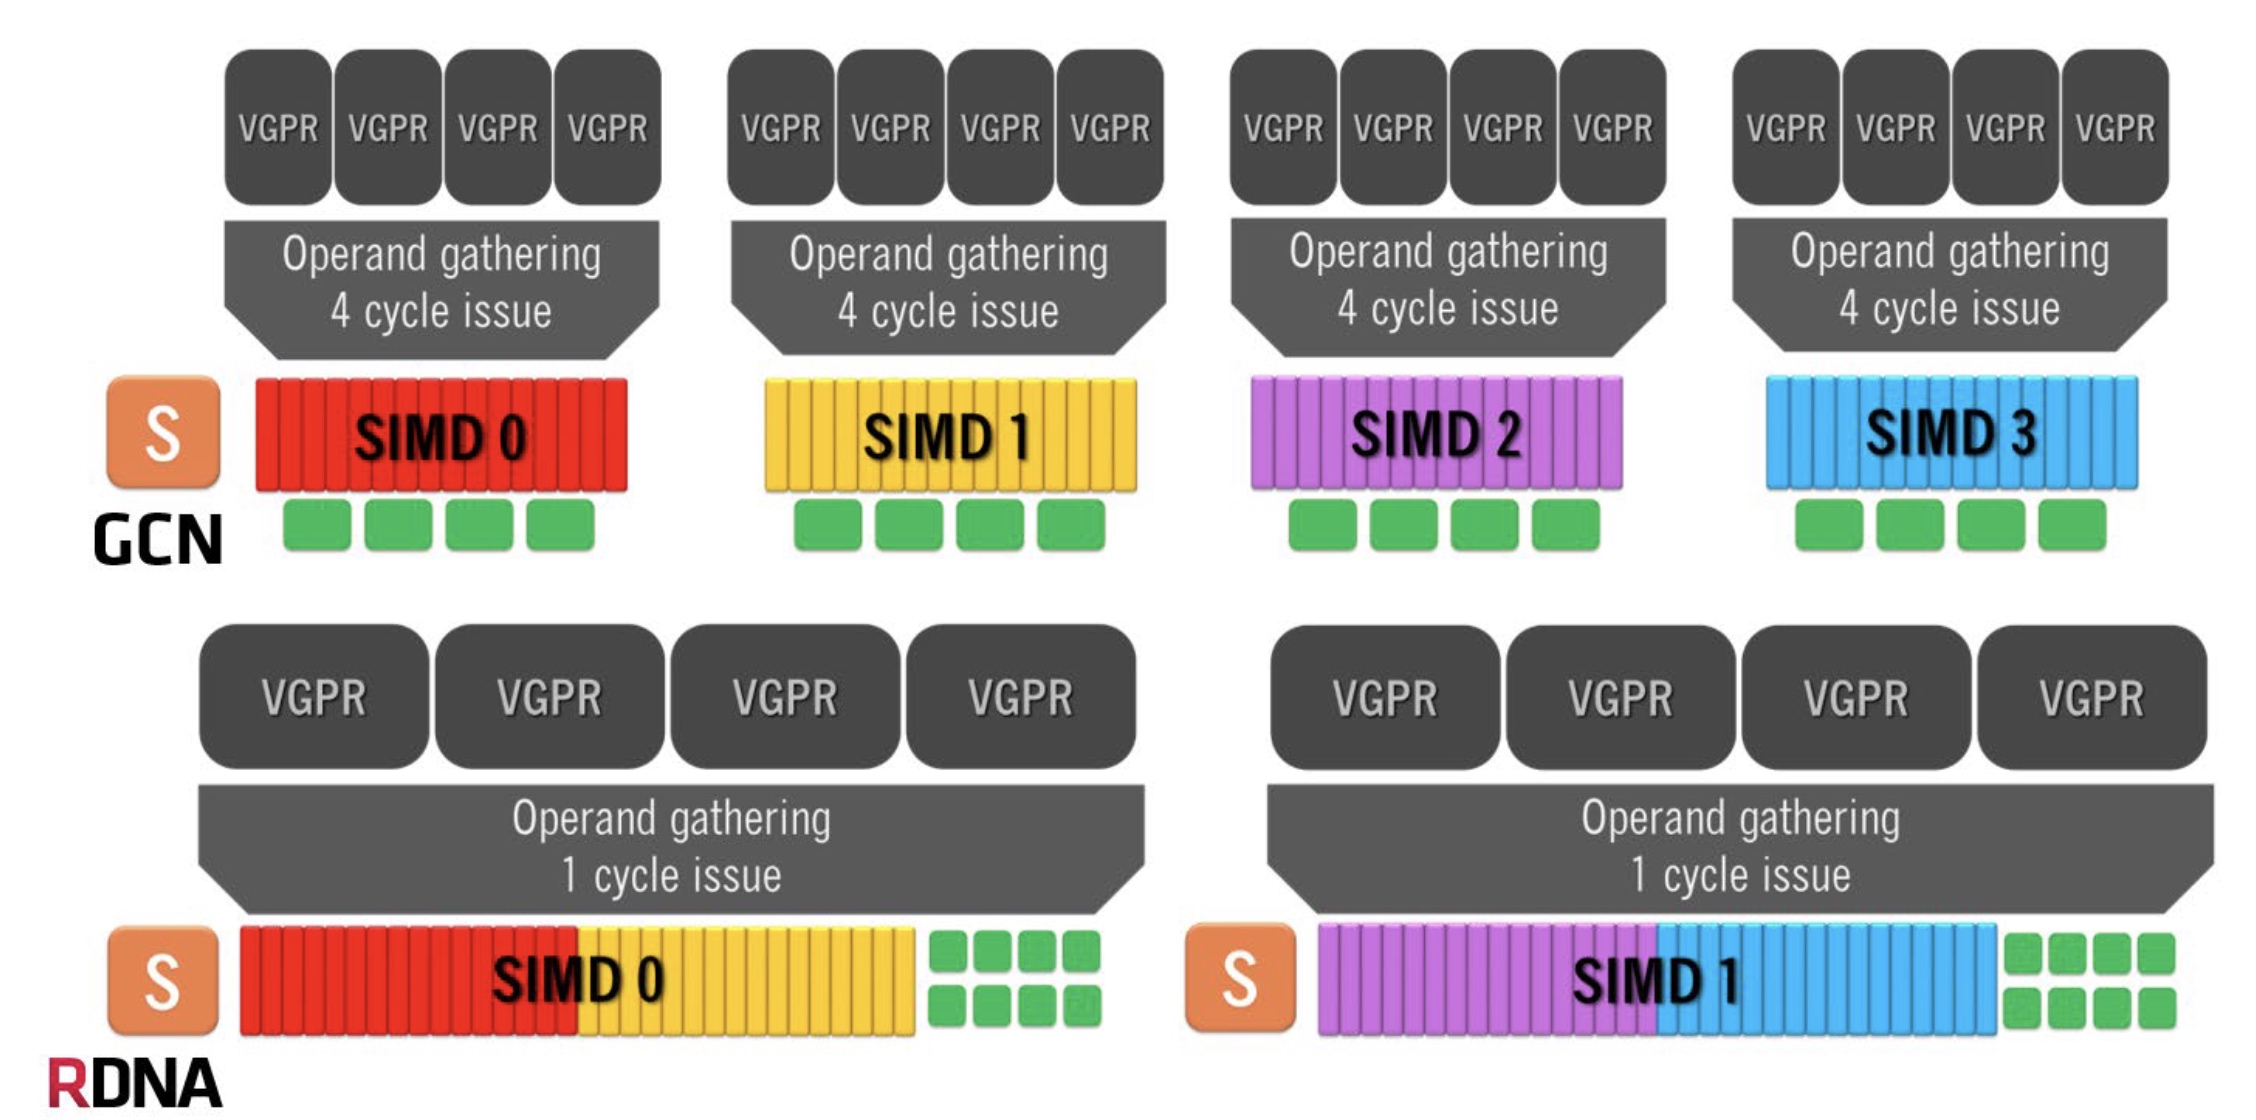 VGPR VGPR VGPR VGPR VGPR VGPR VGPR VGPR VGPR VGPR VGPR VGPR VGPR VGPR VGPR VGPR
Operand gathering
4 cycle issue
Operand gathering
4 cycle issue
Operand gathering
4 cycle issue
Operand gathering
4 cycle issue
S SIMD 0 SIMD 1 SIMD 2 SIMD 3
GCN
VGPR VGPR VGPR VGPR VGPR VGPR VGPR VGPR
Operand gathering
1 cycle issue
Operand gathering
1 cycle issue
S SIMD 0 S SIMD 1
RDNA